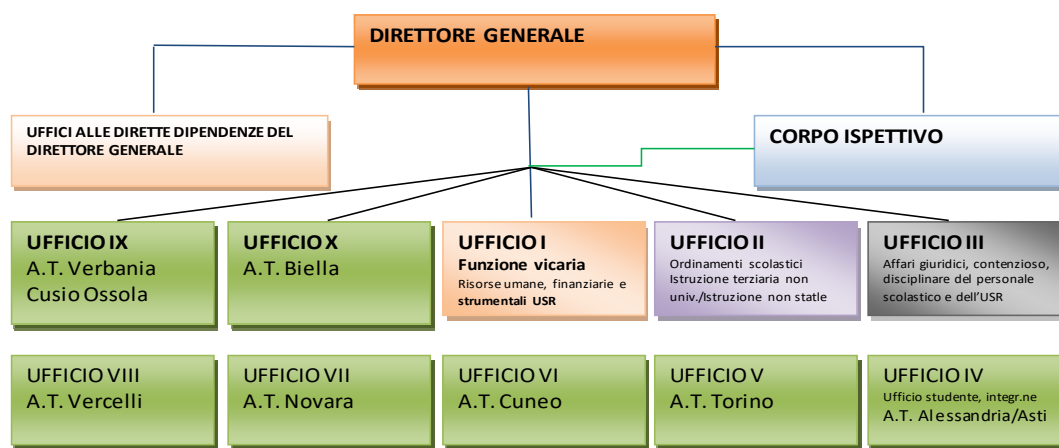 DIRETTORE GENERALE
UFFICI ALLE DIRETTE DIPENDENZE DEL
DIRETTORE GENERALE
CORPO ISPETTIVO
UFFICIO IX
A.T. Verbania
Cusio Ossola
UFFICIO X
A.T. Biella
UFFICIO I
Funzione vicaria
Risorse umane, finanziarie e
strumentali USR
UFFICIO II
Ordinamenti scolastici
Istruzione terziaria non
univ./Istruzione non statle
UFFICIO III
Affari giuridici, contenzioso,
disciplinare del personale
scolastico e dell'USR
UFFICIO VIII
A.T. Vercelli
UFFICIO VII
A.T. Novara
UFFICIO VI
A.T. Cuneo
UFFICIO V
A.T. Torino
UFFICIO IV
Ufficio studente, integr.ne
A.T. Alessandria/Asti